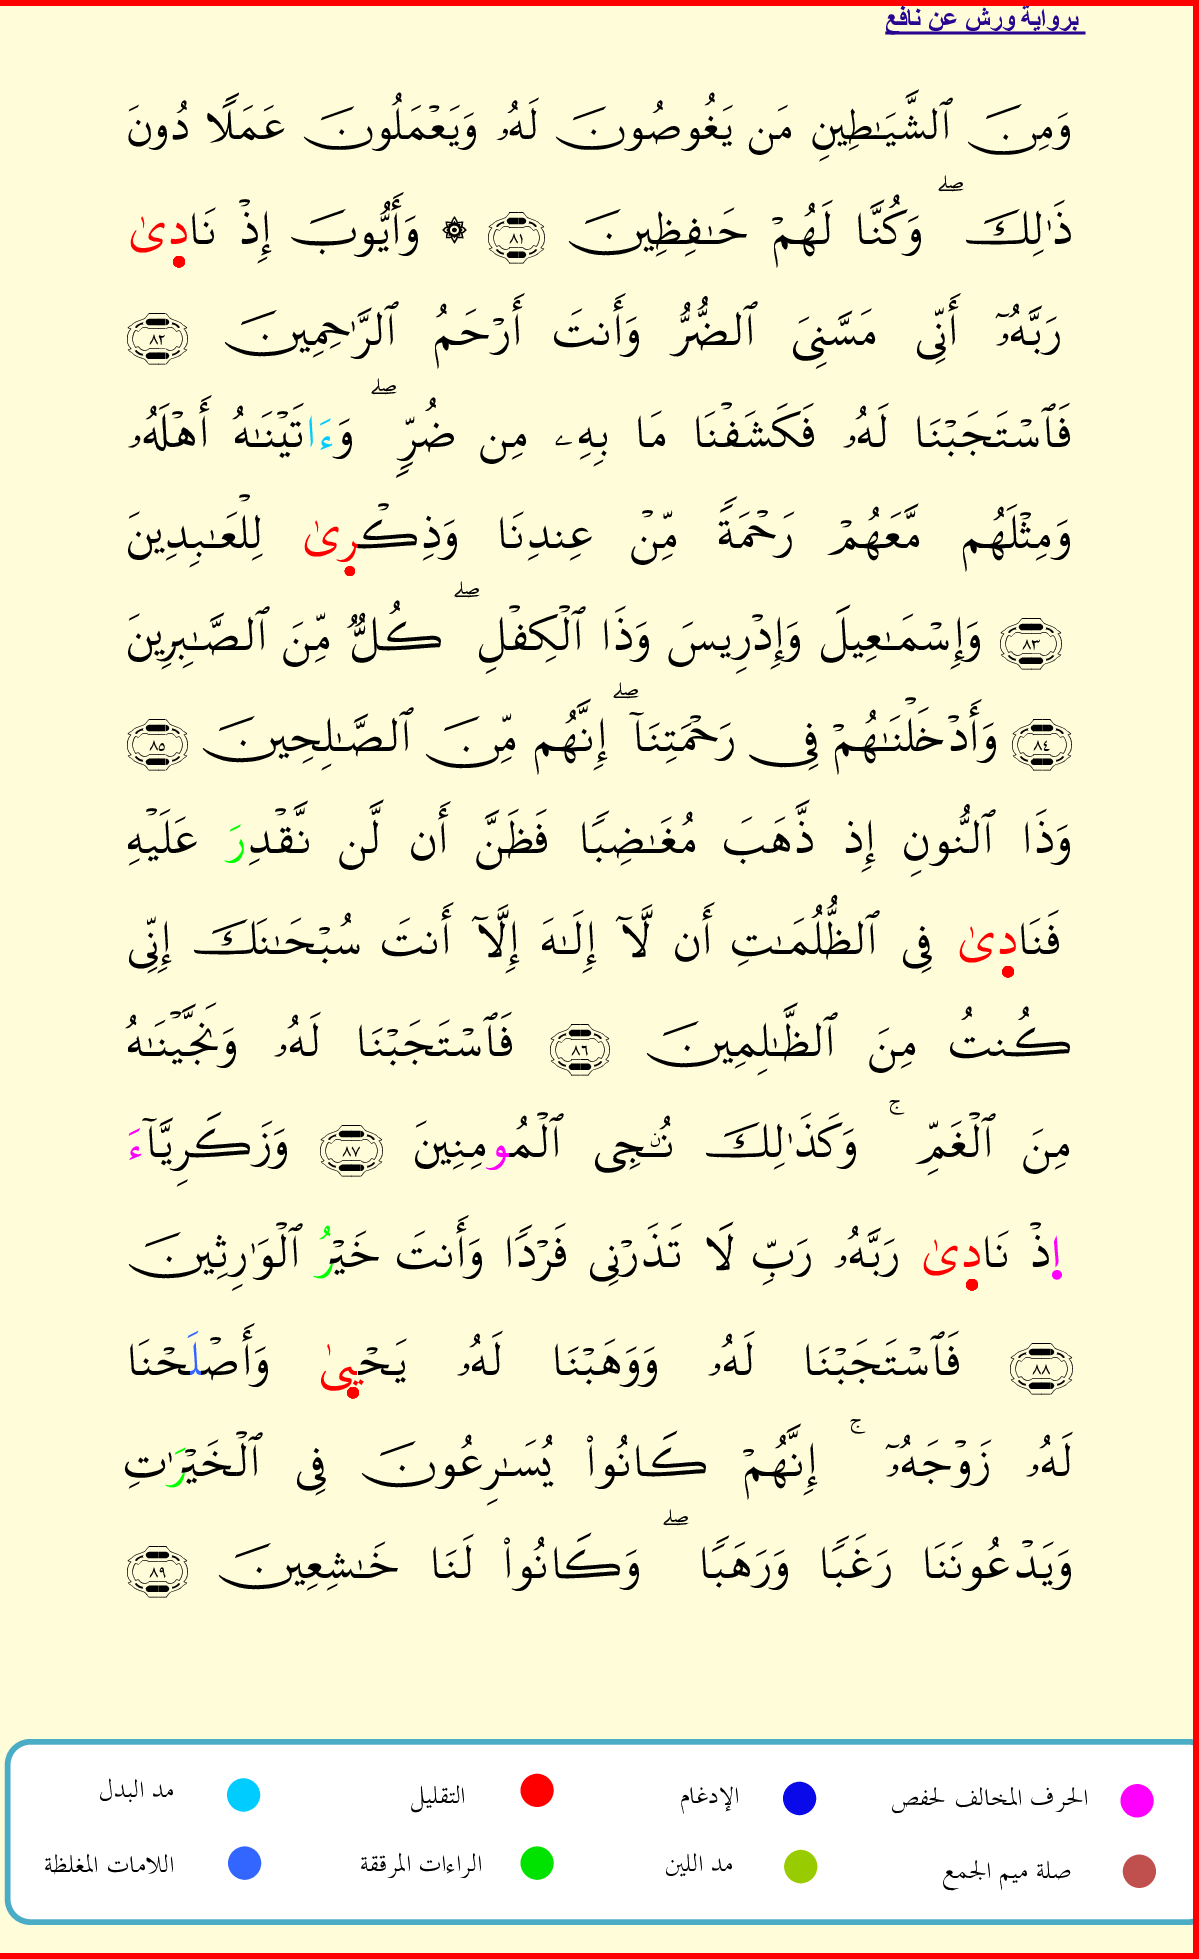 برواية ورش عن نافع
وَمِنَ ٱلشَّيَـٰطِينِ مَن يَغُوصُونَ لَهُۥ وَيَعْمَلُونَ عَمَلًا دُونَ
ذَٰلِكَ ۖ وَكُنَّا لَهُمْ حَـٰفِظِينَ ٨١ ۞ وَأَيُّوبَ إِذْ نَادِىٰ
رَبَّهُۥٓ أَنِّى مَسَّنِىَ ٱلضُّرُّ وَأَنتَ أَرْحَمُ ٱلرَّٰحِمِينَ ٨٢
فَٱسْتَجَبْنَا لَهُۥ فَكَشَفْنَا مَا بِهِۦ مِن ضُرٍّ ۖ وَءَاتَيْنَـٰهُ أَهْلَهُۥ
وَمِثْلَهُم مَّعَهُمْ رَحْمَةً مِّنْ عِندِنَا وَذِكْرِىٰ لِلْعَـٰبِدِينَ
٨٣ وَإِسْمَـٰعِيلَ وَإِدْرِيسَ وَذَا ٱلْكِفْلِ ۖ كُلٌّ مِّنَ ٱلصَّـٰبِرِينَ
٨٤ وَأَدْخَلْنَـٰهُمْ فِى رَحْمَتِنَآ ۖ إِنَّهُم مِّنَ ٱلصَّـٰلِحِينَ ٨٥
وَذَا ٱلنُّونِ إِذ ذَّهَبَ مُغَـٰضِبًا فَظَنَّ أَن لَّن نَّقْدِرَ عَلَيْهِ
فَنَادِىٰ فِى ٱلظُّلُمَـٰتِ أَن لَّآ إِلَـٰهَ إِلَّآ أَنتَ سُبْحَـٰنَكَ إِنِّى
كُنتُ مِنَ ٱلظَّـٰلِمِينَ ٨٦ فَٱسْتَجَبْنَا لَهُۥ وَنَجَّيْنَـٰهُ
مِنَ ٱلْغَمِّ ۚ وَكَذَٰلِكَ نُـۨجِى ٱلْمُومِنِينَ ٨٧ وَزَكَرِيَّآءَ
اِذْ نَادِىٰ رَبَّهُۥ رَبِّ لَا تَذَرْنِى فَرْدًا وَأَنتَ خَيْرُ ٱلْوَٰرِثِينَ
٨٨ فَٱسْتَجَبْنَا لَهُۥ وَوَهَبْنَا لَهُۥ يَحْيِىٰ وَأَصْلَحْنَا
لَهُۥ زَوْجَهُۥٓ ۚ إِنَّهُمْ كَانُوا۟ يُسَـٰرِعُونَ فِى ٱلْخَيْرَٰتِ
وَيَدْعُونَنَا رَغَبًا وَرَهَبًا ۖ وَكَانُوا۟ لَنَا خَـٰشِعِينَ ٨٩
الحرف المخالف لحفص الإدغام التقليل مد البدل
صلة ميم الجمع مد اللين الراءات المرققة اللامات المغلظة